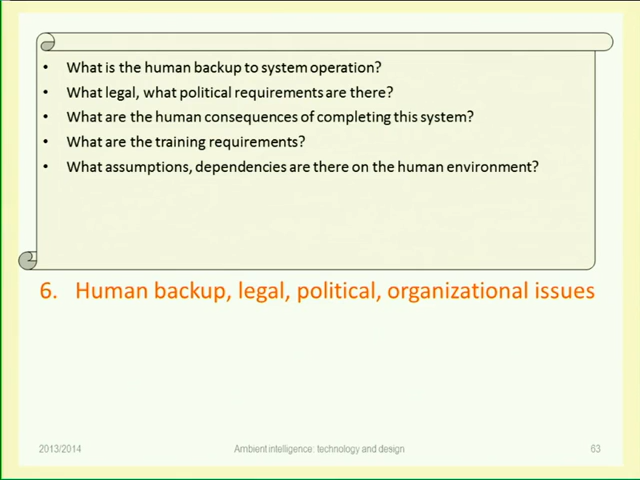 • What is the human backup to system operation?
• What legal, what political requirements are there?
• What are the human consequences of completing this system?
• What are the training requirements?
• What assumptions, dependencies are there on the human environment?
6. Human backup, legal, political, organizational issues
2013/2014 Ambient intelligence: technology and design 63